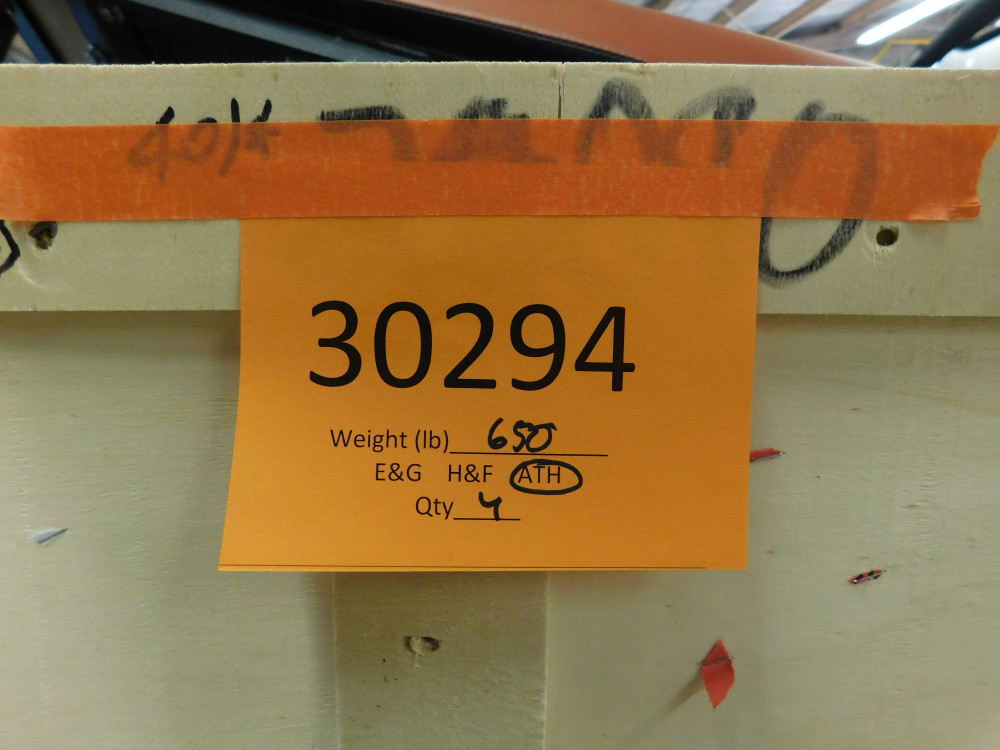 30294
Weight (lb) 650
E&G H&F ATH
Qty 4